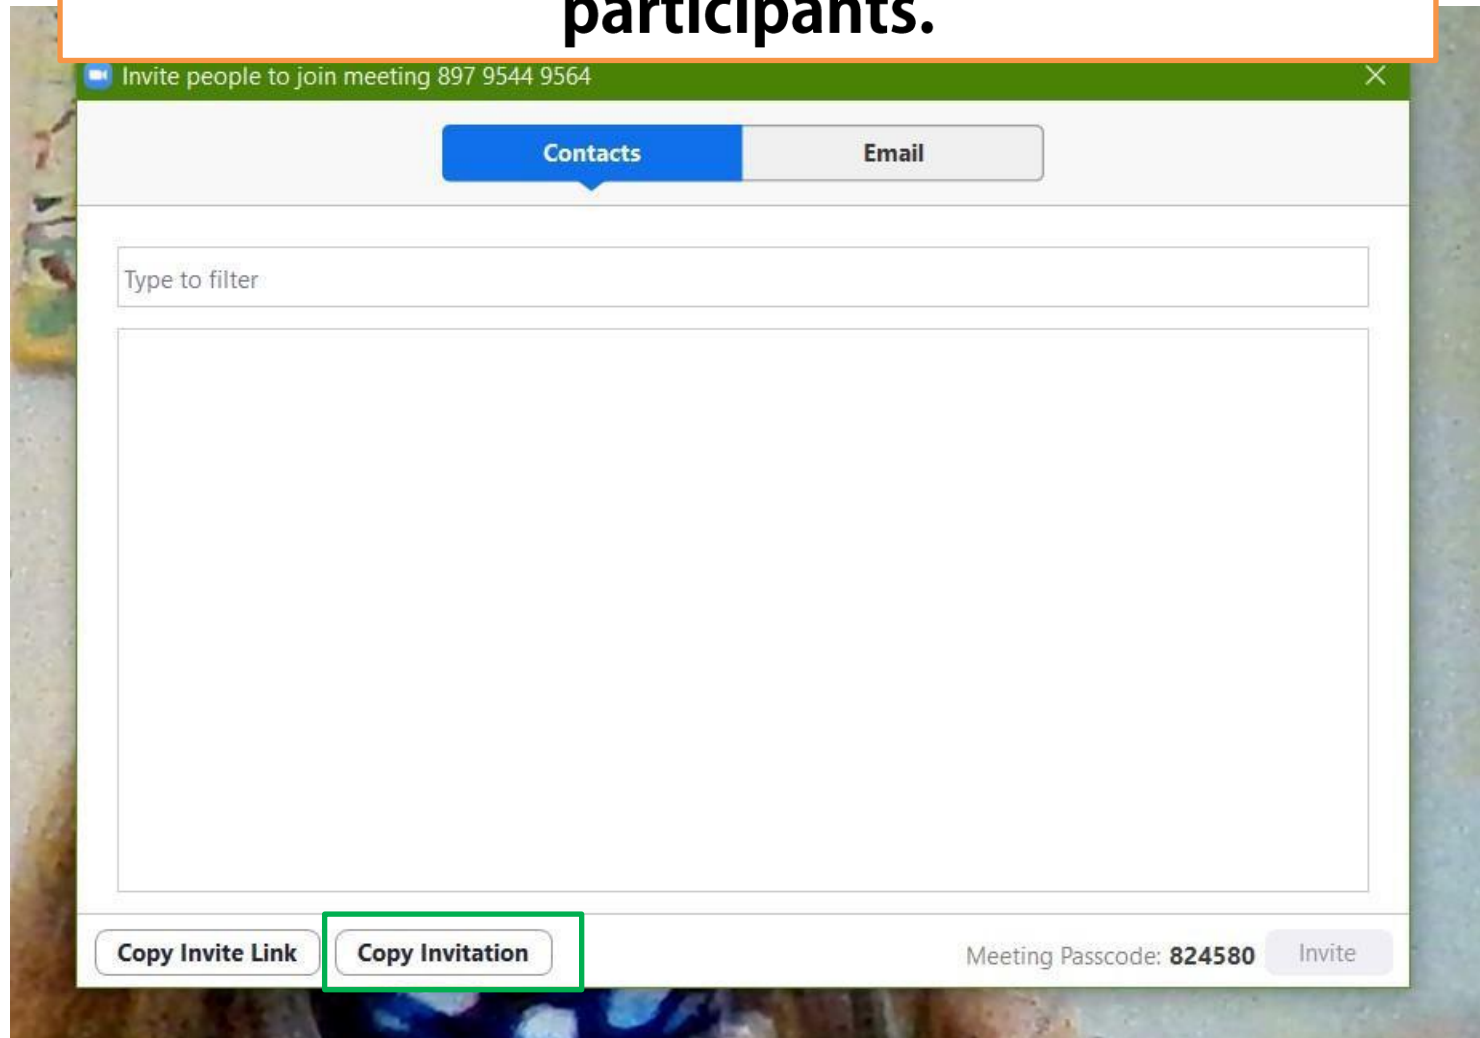 participants.
Invite people to join meeting 897 9544 9564
Contacts
Email
Type to filter
Copy Invite Link
Copy Invitation
Meeting Passcode: 824580
Invite